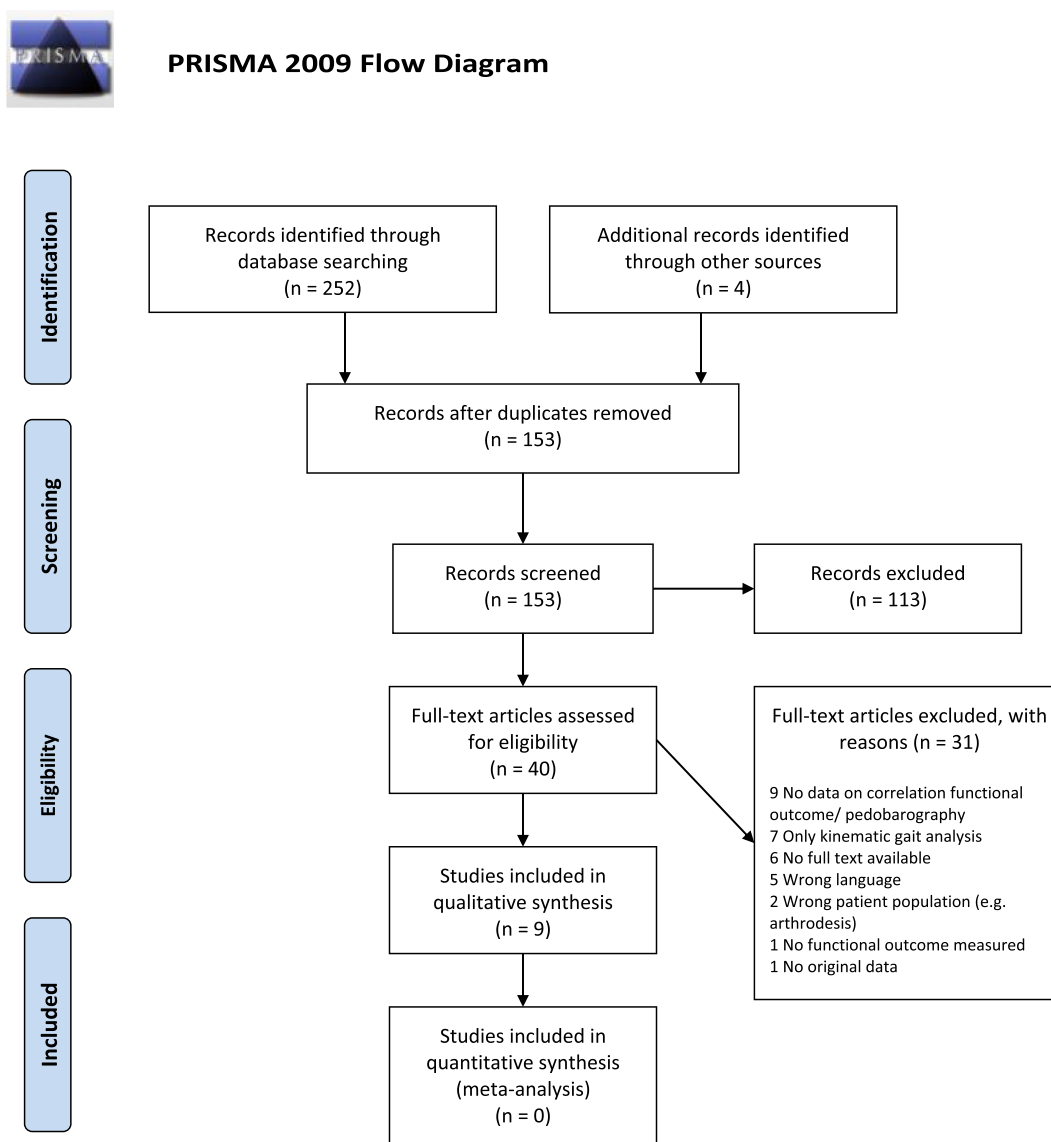 PRISMA
PRISMA 2009 Flow Diagram
Identification
Records identified through
database searching
(n = 252)
Additional records identified
through other sources
(n = 4)
Records after duplicates removed
(n = 153)
Screening
Records screened
(n = 153)
Records excluded
(n = 113)
Eligibility
Full-text articles assessed
for eligibility
(n = 40)
Full-text articles excluded, with
reasons (n = 31)
9 No data on correlation functional
outcome/ pedobarography
7 Only kinematic gait analysis
6 No full text available
5 Wrong language
2 Wrong patient population (e.g.
arthrodesis)
1 No functional outcome measured
1 No original data
Studies included in
qualitative synthesis
(n = 9)
Included
Studies included in
quantitative synthesis
(meta-analysis)
(n = 0)